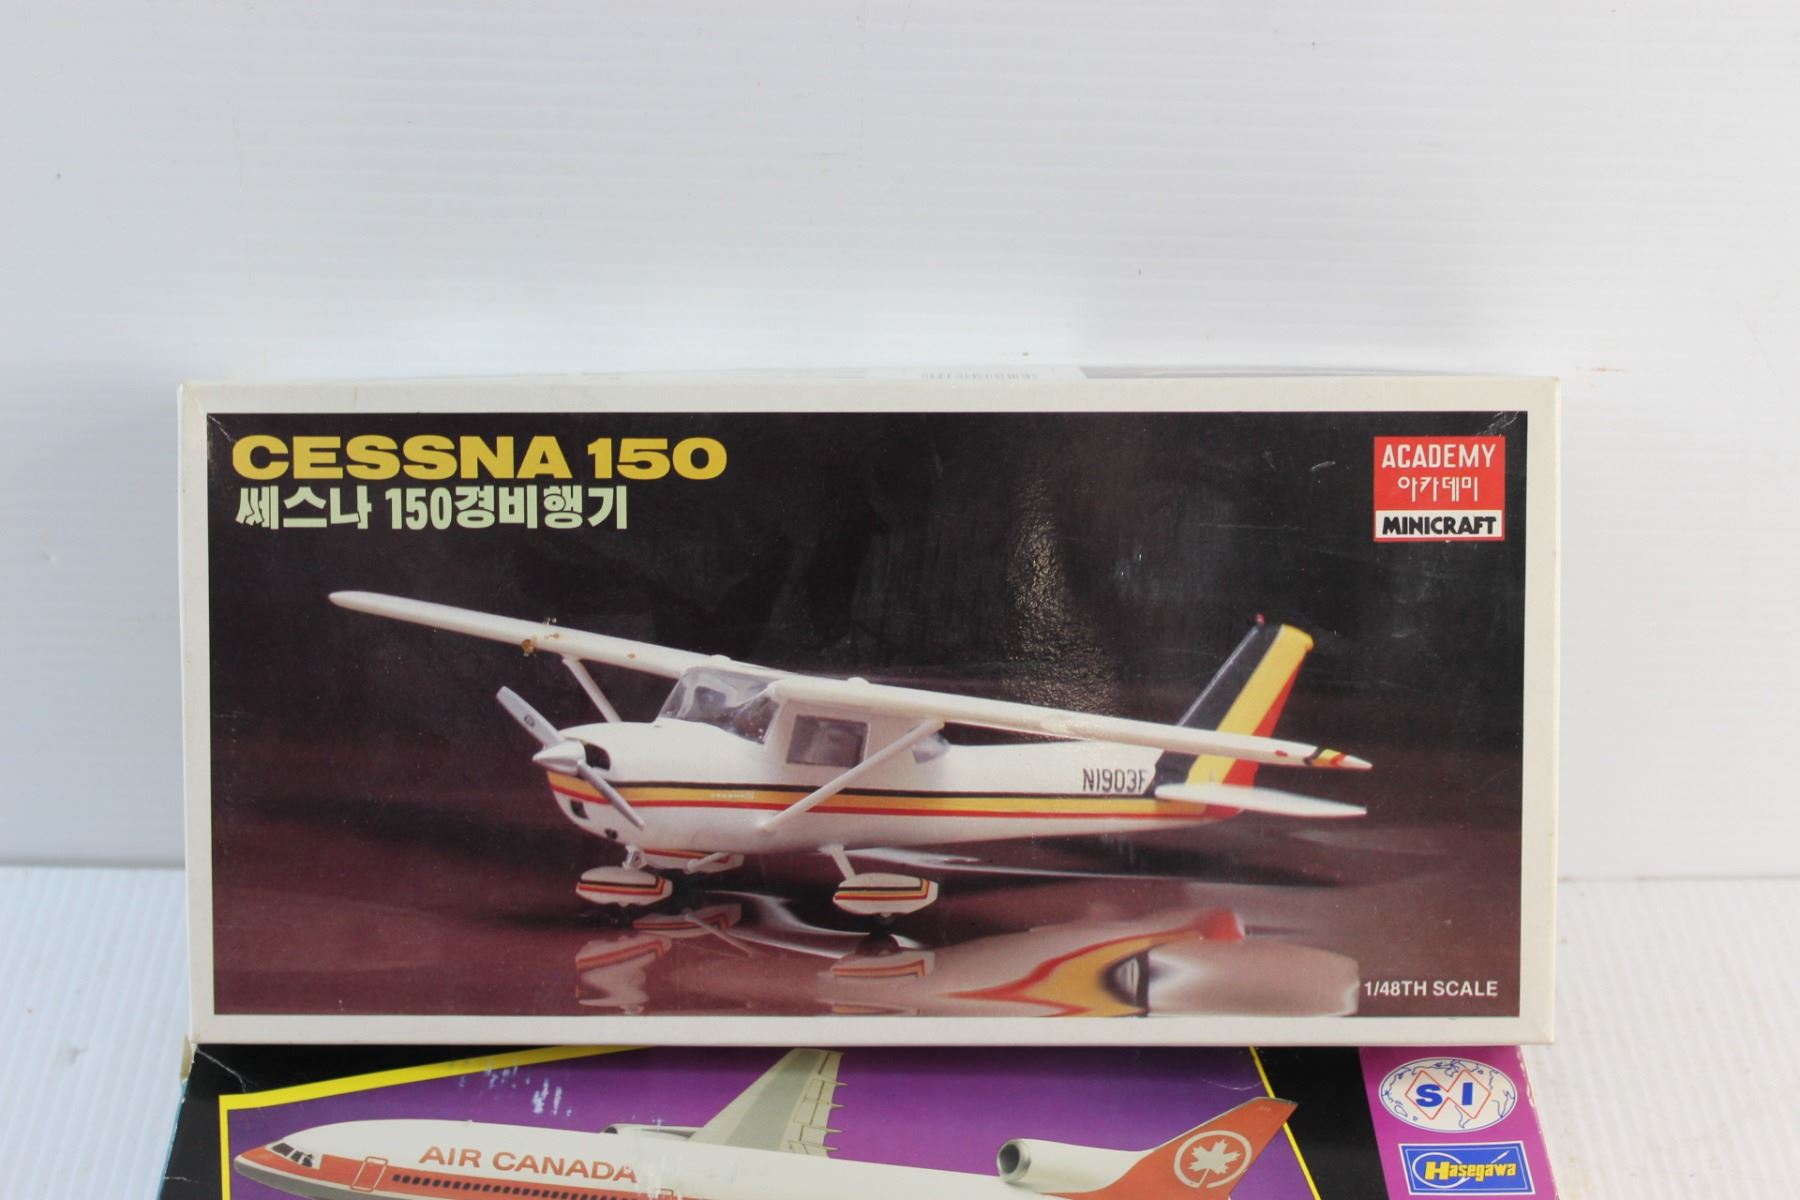 CESSNA 150
쎄스나 150경비행기
ACADEMY
아카데미
MINICRAFT
N1903F
1/48TH SCALE
AIR CANADA
S I
Hasegawa